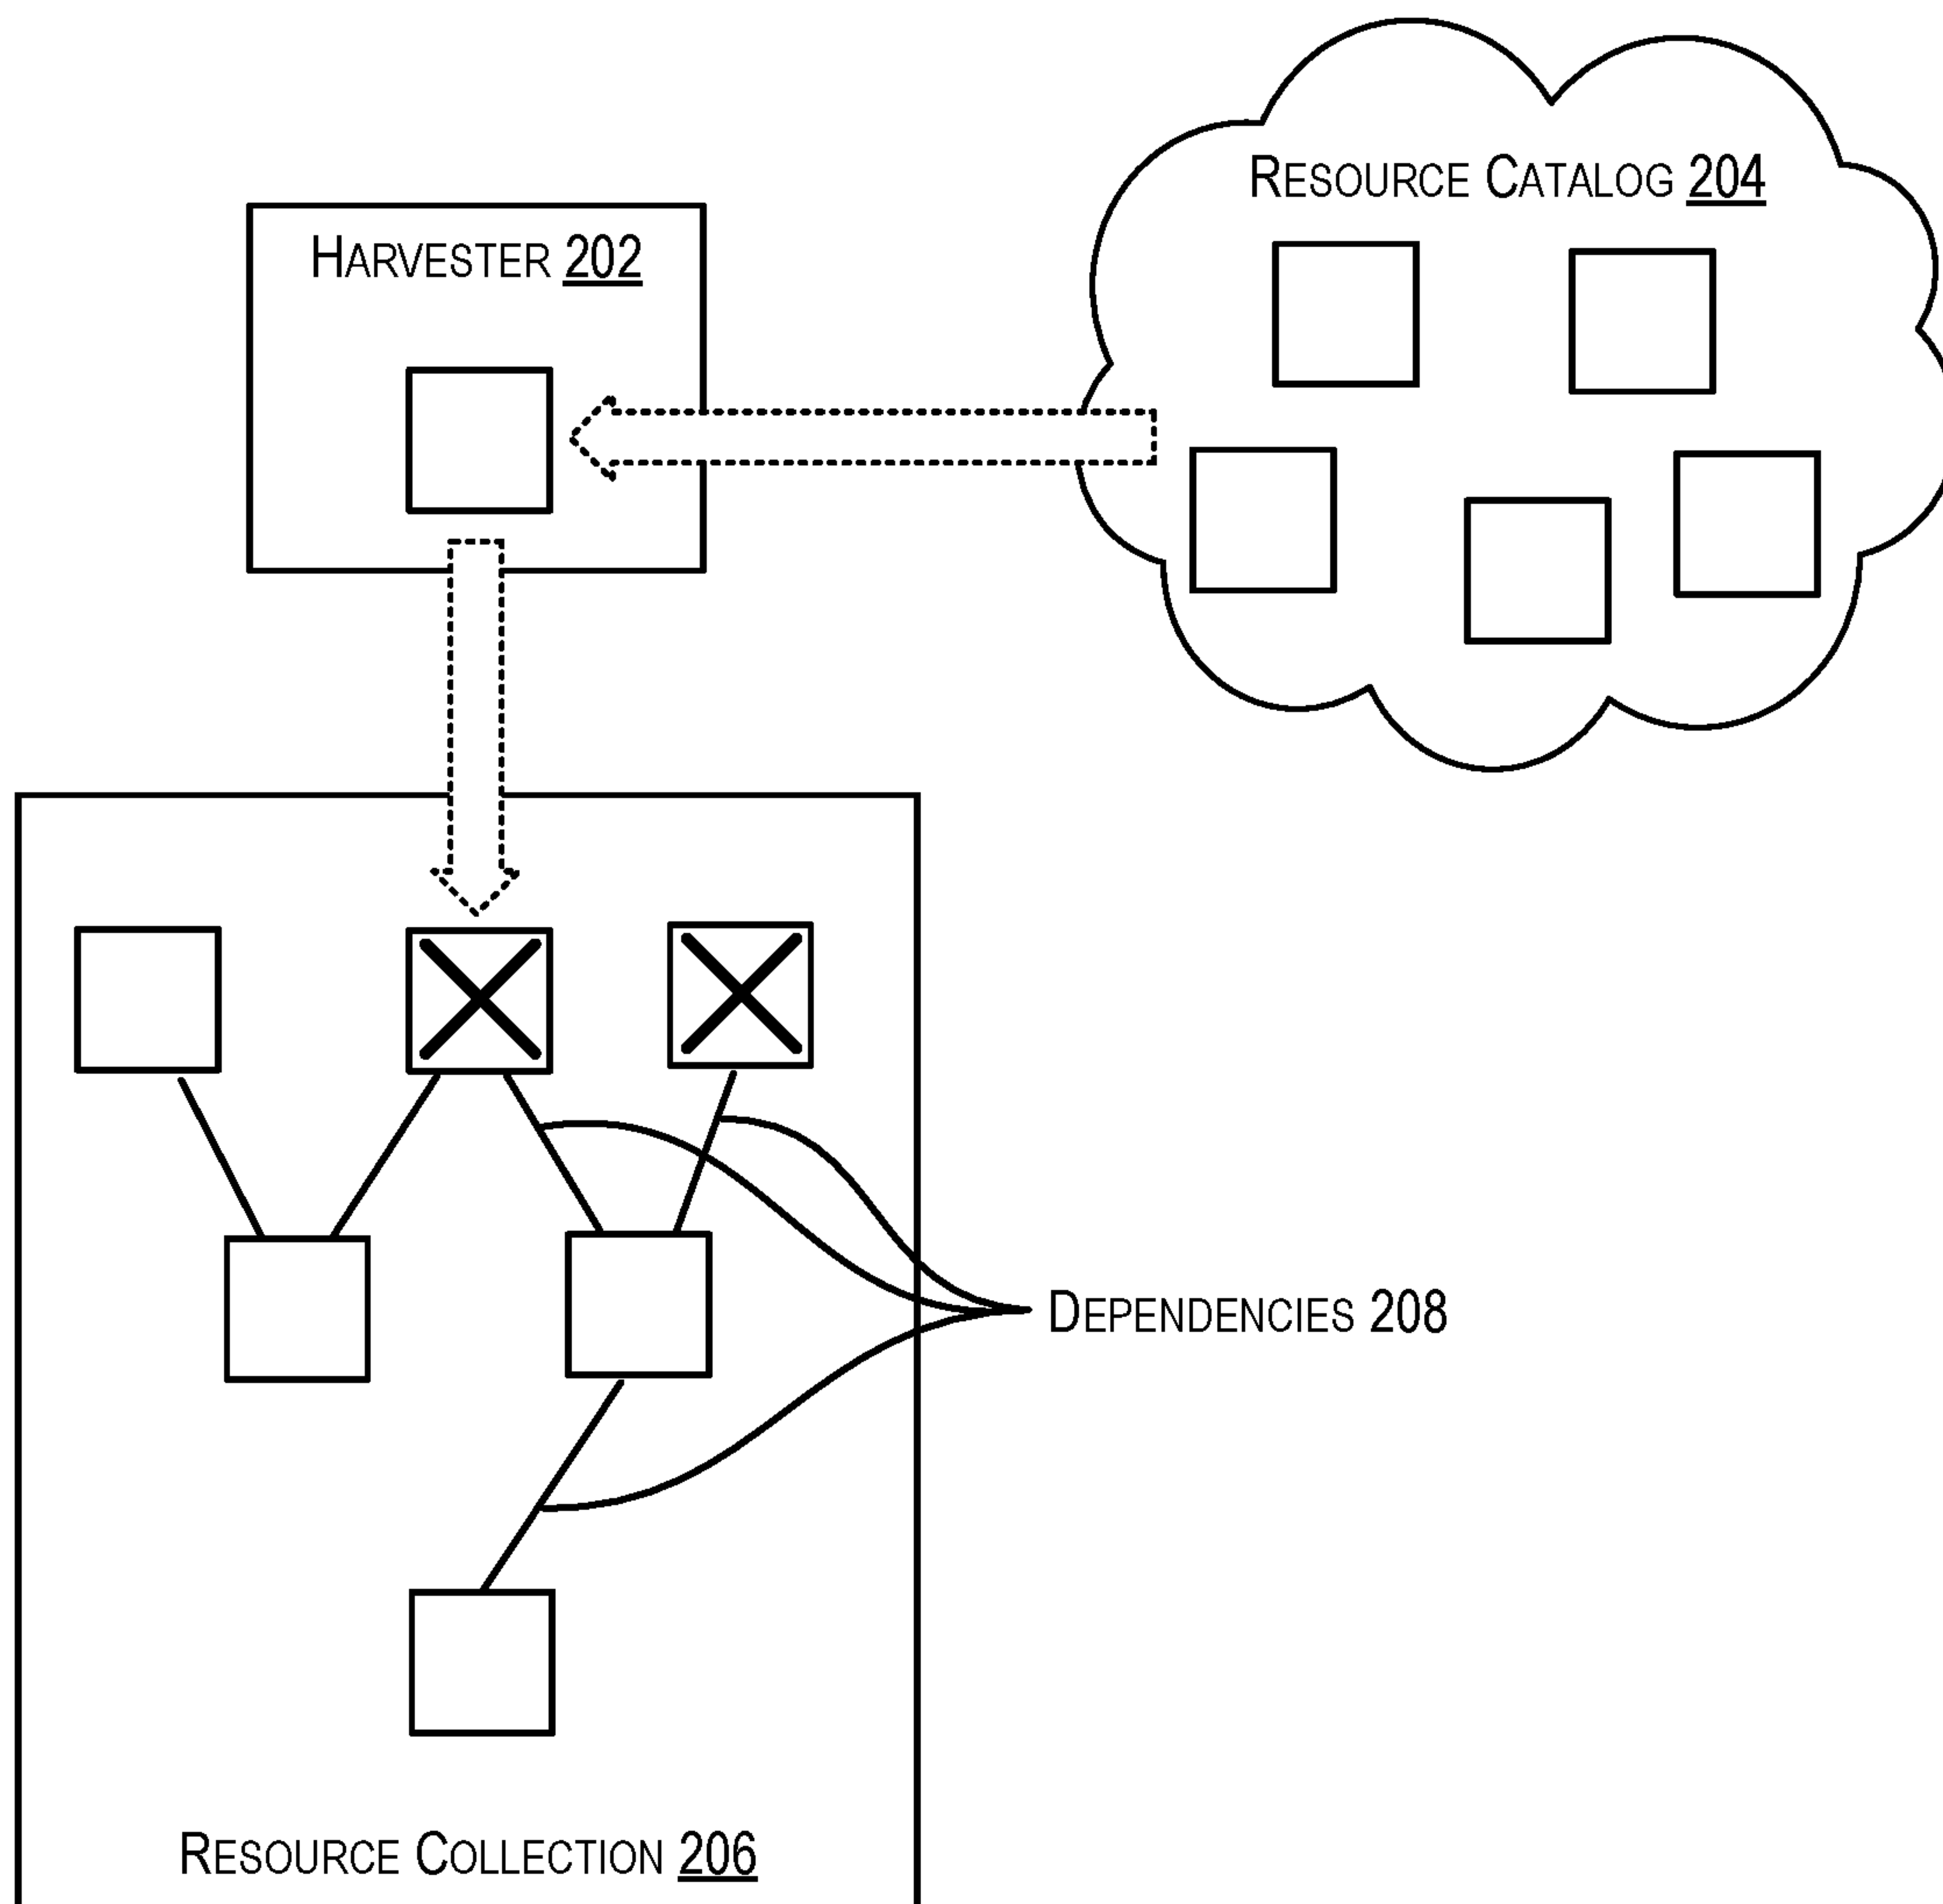 RESOURCE CATALOG 204
HARVESTER 202
DEPENDENCIES 208
RESOURCE COLLECTION 206